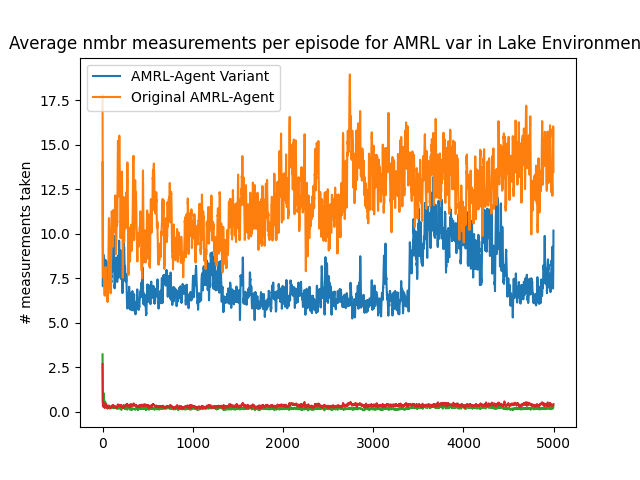 Average nmbr measurements per episode for AMRL var in Lake Environmen
AMRL-Agent Variant
Original AMRL-Agent
# measurements taken
17.5
15.0
12.5
10.0
7.5
5.0
2.5
0.0
0 1000 2000 3000 4000 5000